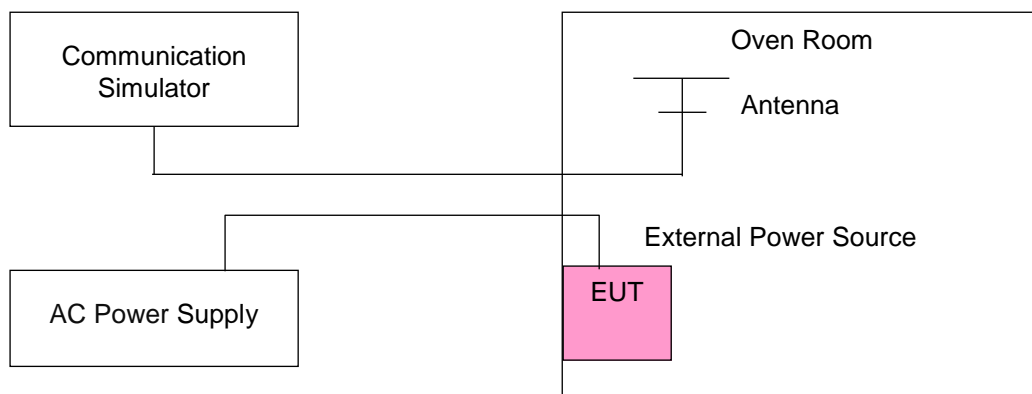 Communication
Simulator
Oven Room
Antenna
External Power Source
EUT
AC Power Supply